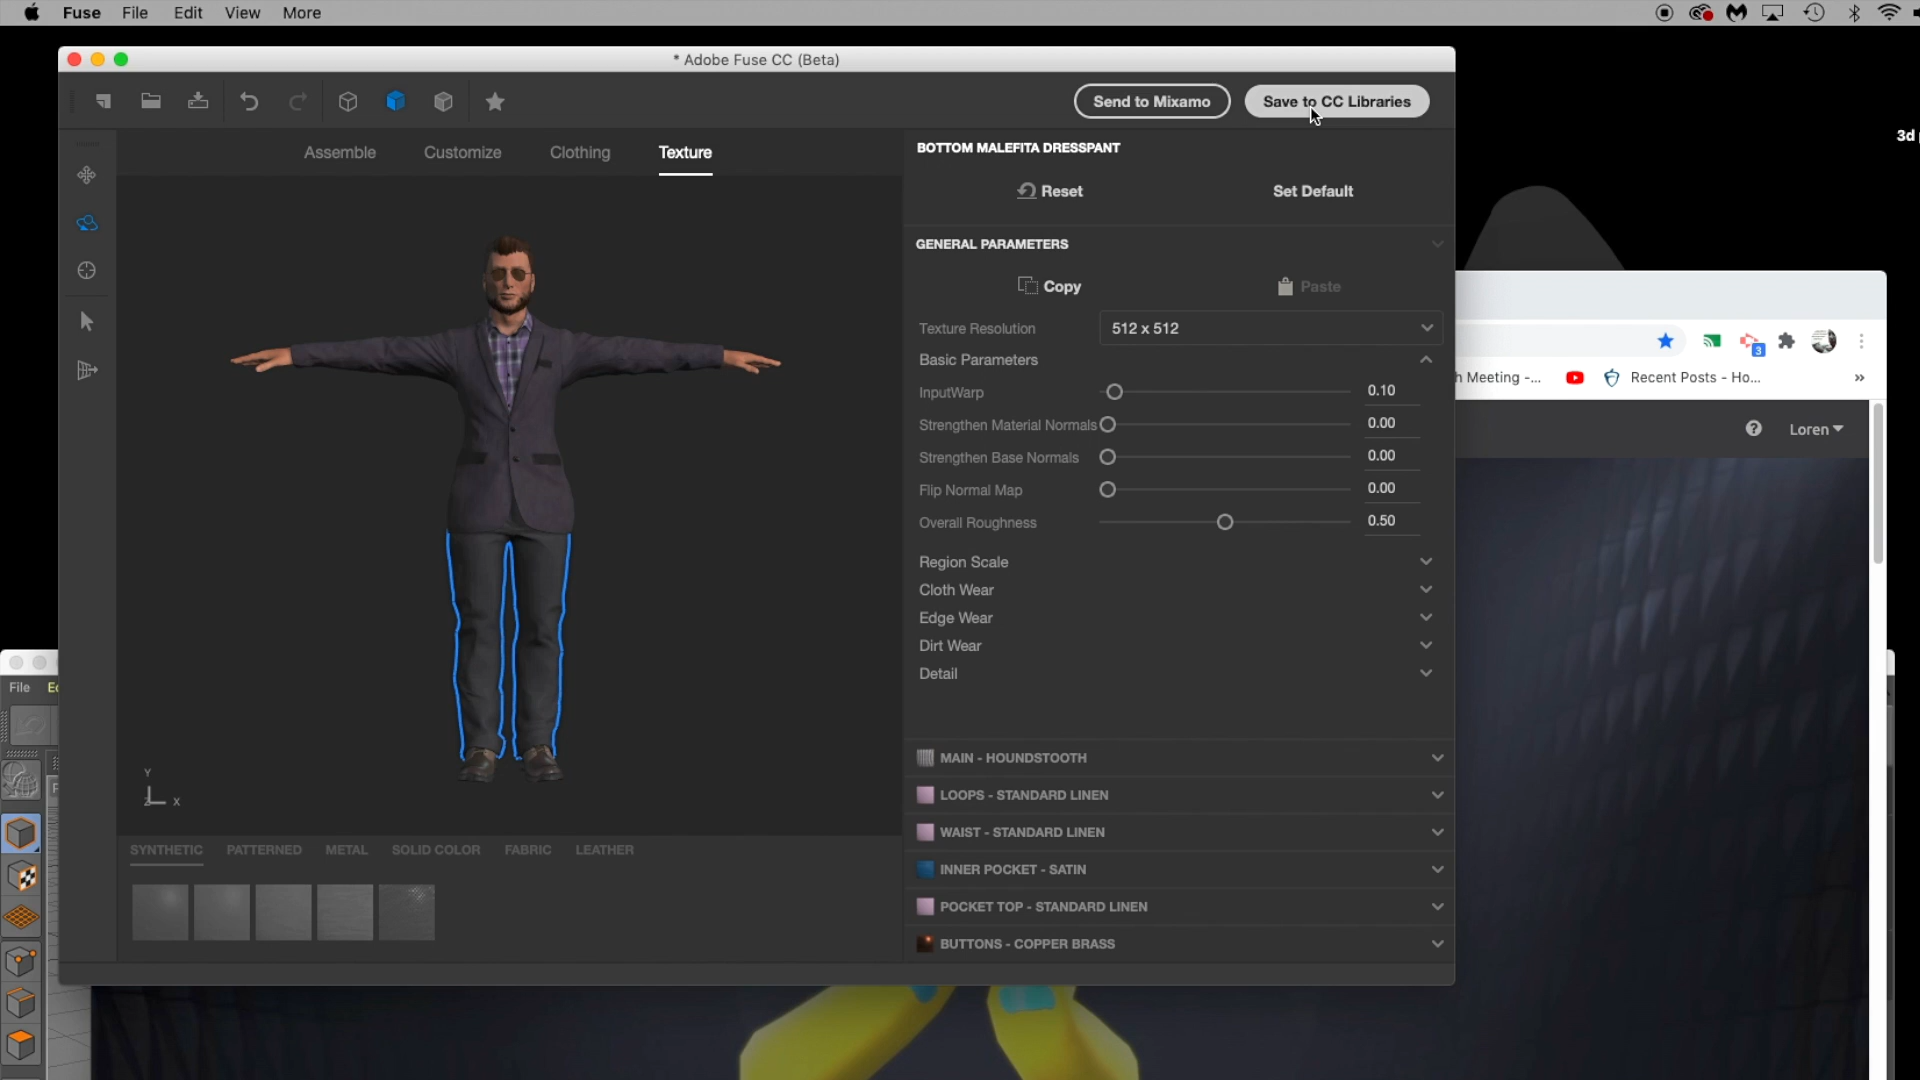 Fuse File Edit View More
* Adobe Fuse CC (Beta)
Send to Mixamo Save to CC Libraries
3d
Assemble Customize Clothing Texture
BOTTOM MALEFITA DRESSPANT
Reset Set Default
GENERAL PARAMETERS
Copy Paste
Texture Resolution 512 x 512
Basic Parameters
InputWarp 0.10
Strengthen Material Normals 0.00
Strengthen Base Normals 0.00
Flip Normal Map 0.00
Overall Roughness 0.50
Region Scale
Cloth Wear
Edge Wear
Dirt Wear
Detail
MAIN - HOUNDSTOOTH
LOOPS - STANDARD LINEN
WAIST - STANDARD LINEN
INNER POCKET - SATIN
POCKET TOP - STANDARD LINEN
BUTTONS - COPPER BRASS
Y
Z X
SYNTHETIC PATTERNED METAL SOLID COLOR FABRIC LEATHER
3
h Meeting -... Recent Posts - Ho... »
? Loren
File